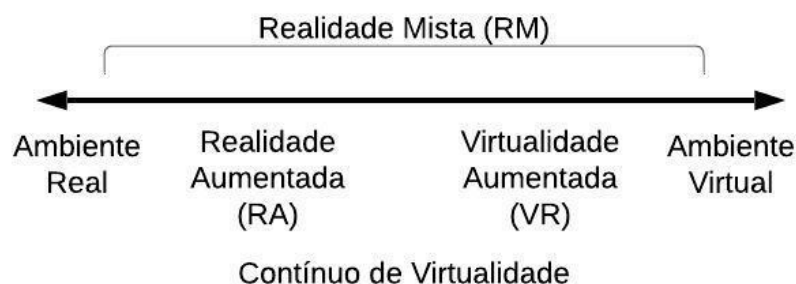 Realidade Mista (RM)
Ambiente
Real
Realidade
Aumentada
(RA)
Virtualidade
Aumentada
(VR)
Ambiente
Virtual
Contínuo de Virtualidade